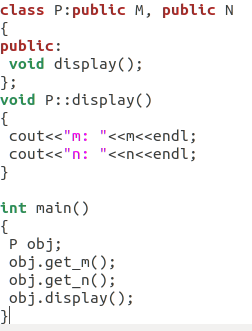 class P:public M, public N
{
public:
 void display();
};
void P::display()
{
 cout<<"m: "<<m<<endl;
 cout<<"n: "<<n<<endl;
}

int main()
{
 P obj;
 obj.get_m();
 obj.get_n();
 obj.display();
}